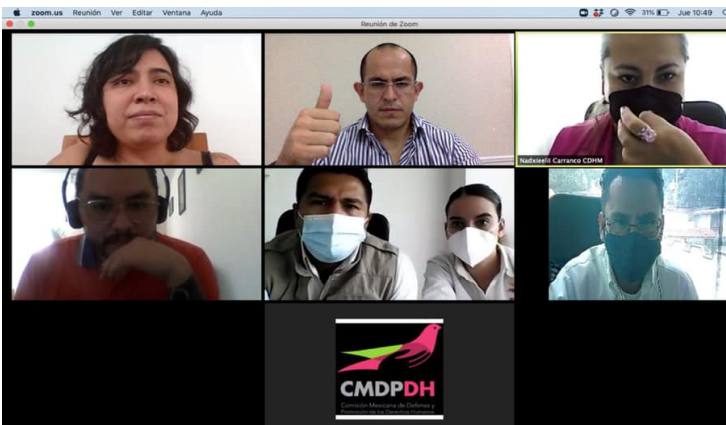 zoom.us Reunión Ver Editar Ventana Ayuda 31% Jue 10:49
Reunión de Zoom
Nadxieelii Carranco CDHM
CMDPDH
Comisión Mexicana de Defensa y
Promoción de los Derechos Humanos